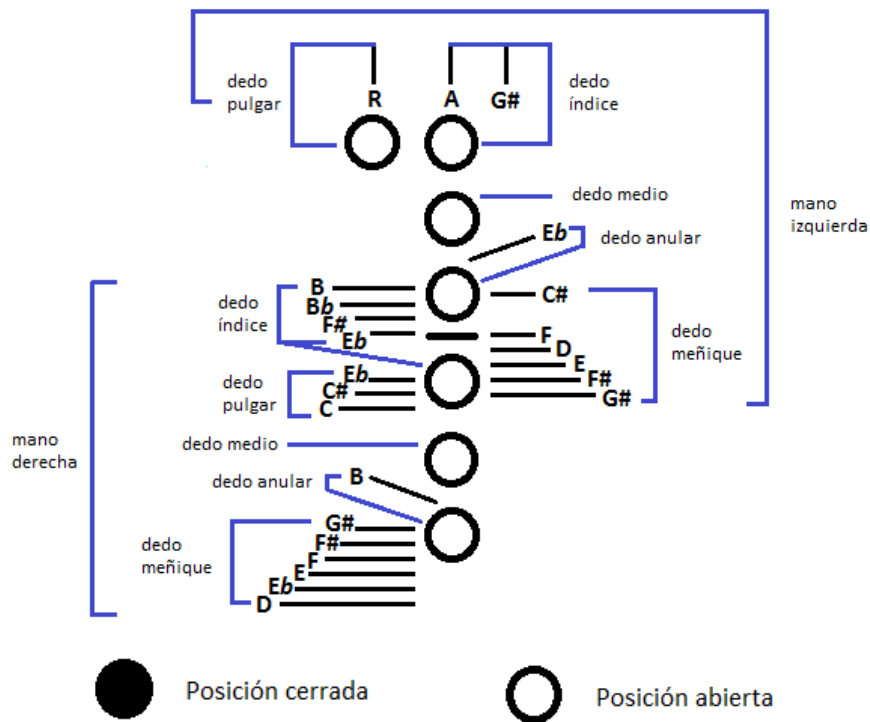 dedo
pulgar
R
A
G#
dedo
índice
dedo medio
mano
izquierda
Eb
dedo anular
B
Bb
F#
Eb
dedo
índice
C#
F
D
E
F#
G#
dedo
meñique
Eb
C#
C
dedo
pulgar
mano
derecha
dedo medio
dedo anular
B
G#
F#
F
E
Eb
D
dedo
meñique
Posición cerrada
Posición abierta